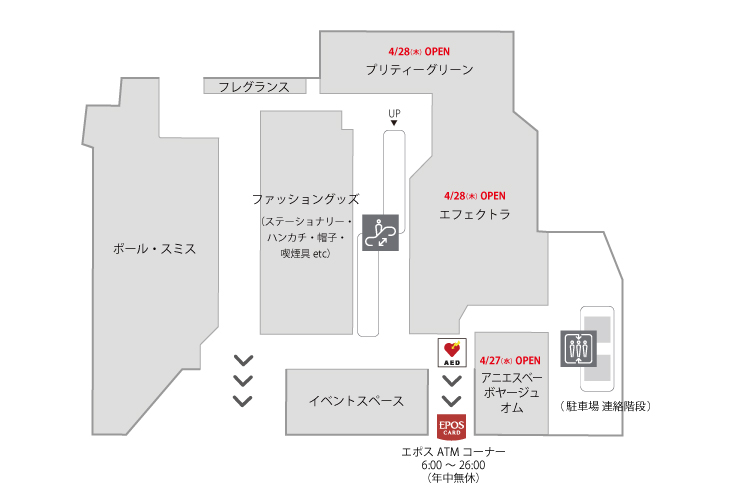 4/28(木) OPEN
プリティーグリーン
フレグランス
UP
ファッショングッズ
(ステーショナリー・
ハンカチ・帽子・
喫煙具 etc)
4/28(木) OPEN
エフェクトラ
ポール・スミス
AED
4/27(水) OPEN
アニエスベー
ボヤージュ
オム
(駐車場 連絡階段)
イベントスペース
EPOS
CARD
エポス ATM コーナー
6:00 ～ 26:00
(年中無休)